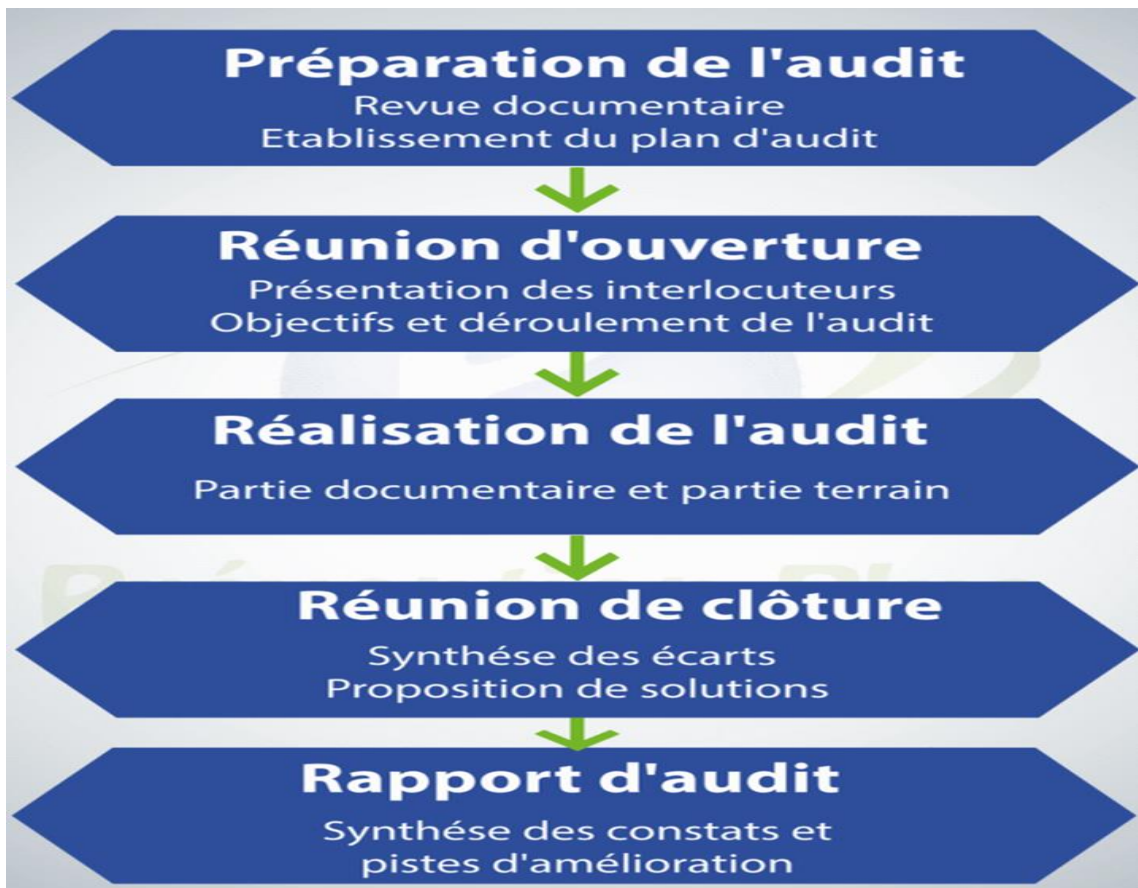 Préparation de l'audit
Revue documentaire
Etablissement du plan d'audit
Réunion d'ouverture
Présentation des interlocuteurs
Objectifs et déroulement de l'audit
Réalisation de l'audit
Partie documentaire et partie terrain
Réunion de clôture
Synthése des écarts
Proposition de solutions
Rapport d'audit
Synthése des constats et
pistes d'amélioration